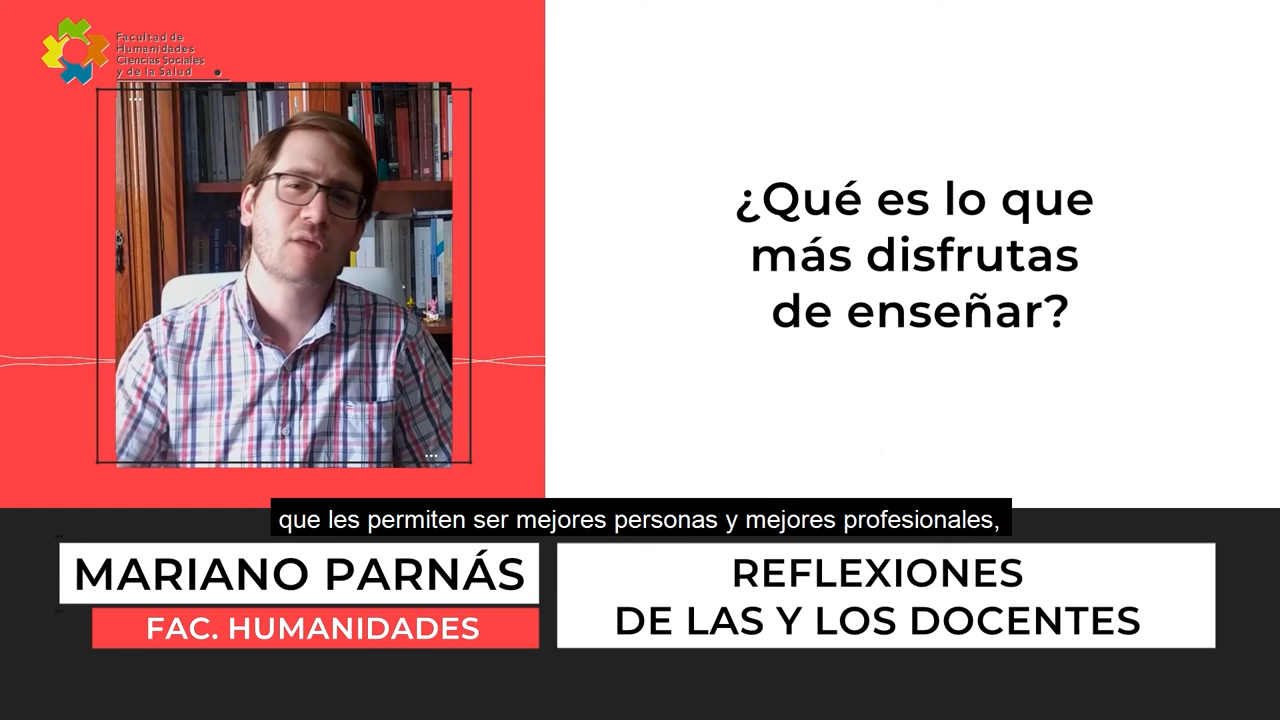 Facultad de
Humanidades
Ciencias Sociales
y de la Salud
¿Qué es lo que
más disfrutas
de enseñar?
que les permiten ser mejores personas y mejores profesionales,
MARIANO PARNÁS
FAC. HUMANIDADES
REFLEXIONES
DE LAS Y LOS DOCENTES